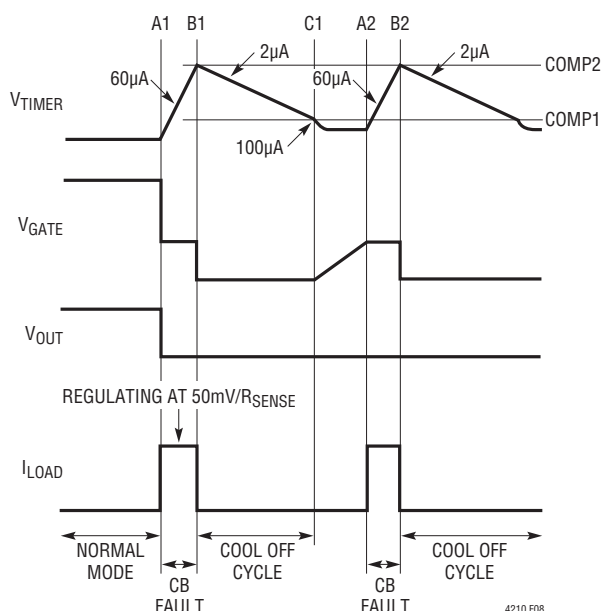 A1 B1 C1 A2 B2
2µA 2µA
COMP2
60µA 60µA
VTIMER
COMP1
100µA
VGATE
VOUT
REGULATING AT 50mV/RSENSE
ILOAD
NORMAL MODE
COOL OFF CYCLE
COOL OFF CYCLE
CB FAULT
CB FAULT
4210 F08